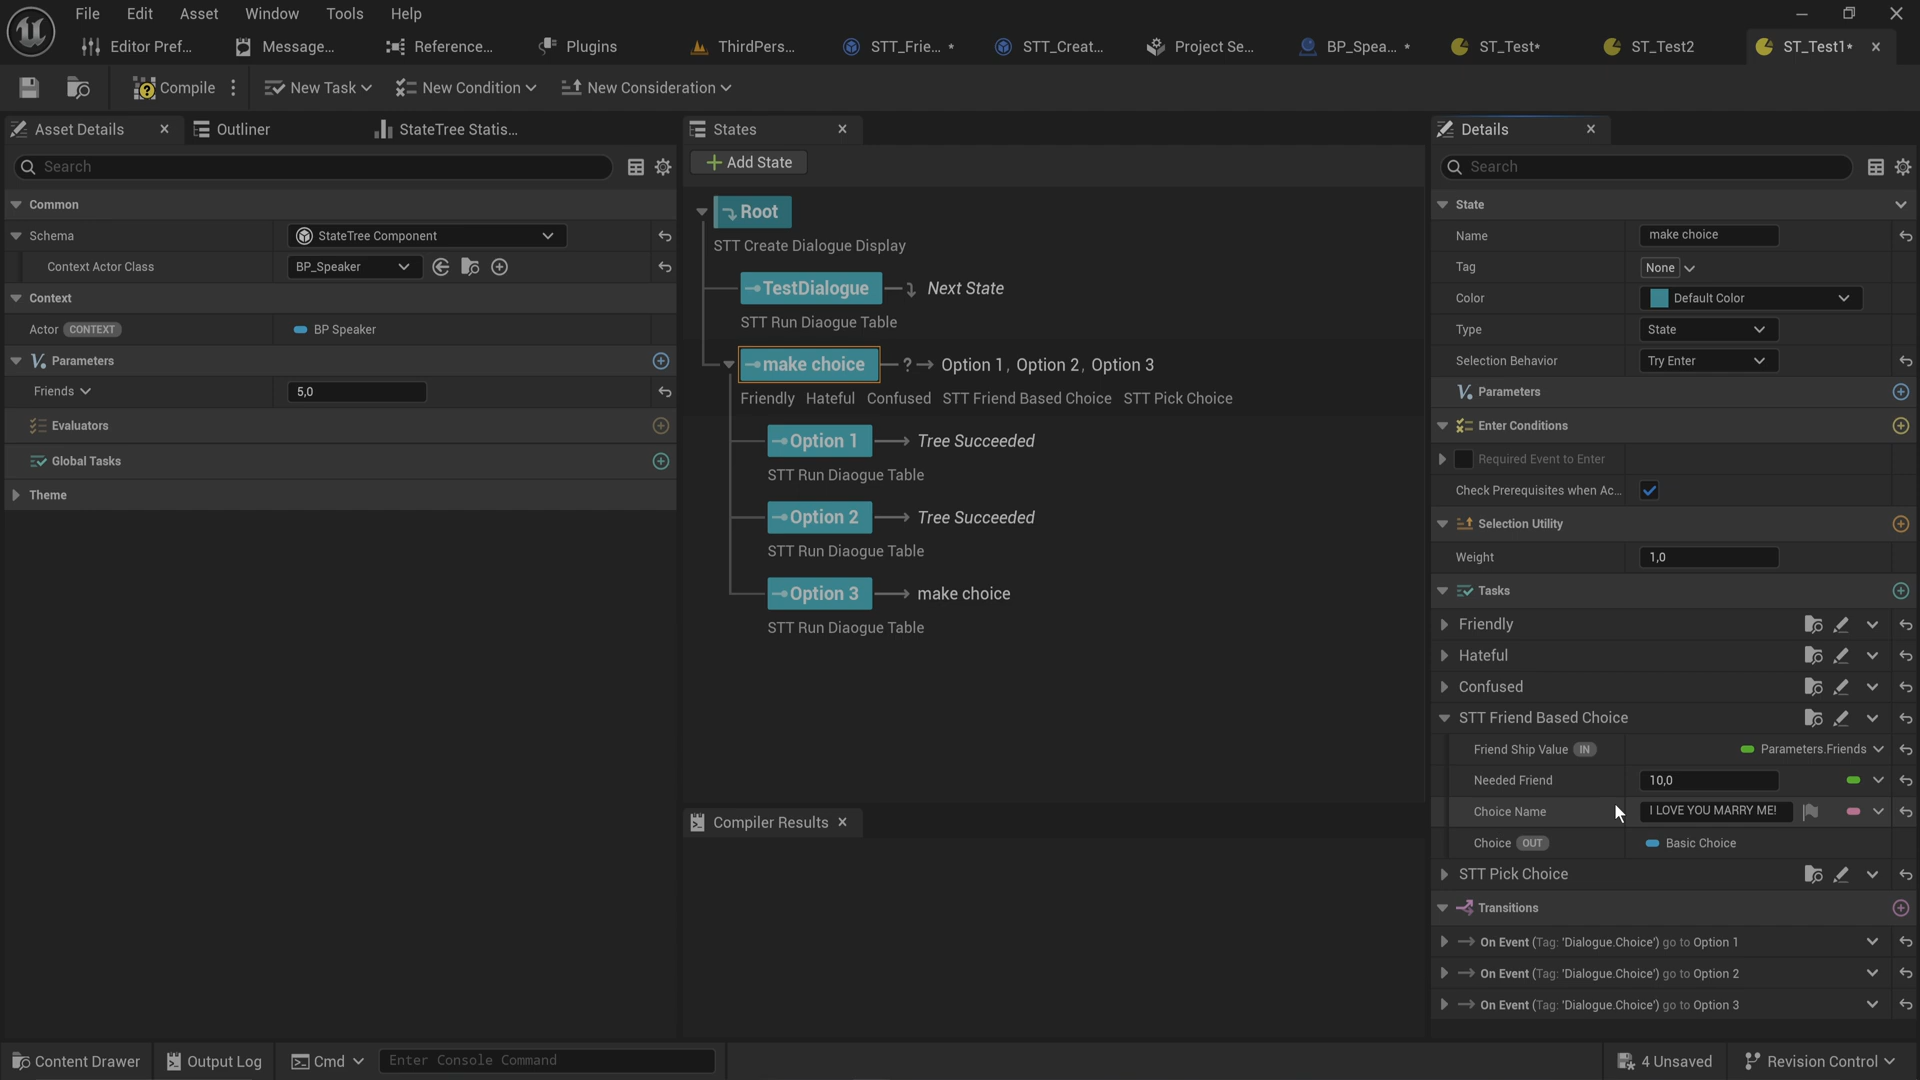 File Edit Asset Window Tools Help
Editor Pref... Message... Reference... Plugins ThirdPers... STT_Frie... * STT_Creat... Project Se... BP_Spea... * ST_Test* ST_Test2 ST_Test1*
Compile New Task New Condition New Consideration
Asset Details Outliner StateTree Statis...
Search
Common
Schema StateTree Component
Context Actor Class BP_Speaker
Context
Actor CONTEXT BP Speaker
Parameters
Friends 5,0
Evaluators
Global Tasks
Theme
States
Add State
Root
STT Create Dialogue Display
TestDialogue Next State
STT Run Diaogue Table
make choice ? Option 1, Option 2, Option 3
Friendly Hateful Confused STT Friend Based Choice STT Pick Choice
Option 1 Tree Succeeded
STT Run Diaogue Table
Option 2 Tree Succeeded
STT Run Diaogue Table
Option 3 make choice
STT Run Diaogue Table
Compiler Results
Details
Search
State
Name make choice
Tag None
Color Default Color
Type State
Selection Behavior Try Enter
Parameters
Enter Conditions
Required Event to Enter
Check Prerequisites when Ac...
Selection Utility
Weight 1,0
Tasks
Friendly
Hateful
Confused
STT Friend Based Choice
Friend Ship Value IN Parameters.Friends
Needed Friend 10,0
Choice Name I LOVE YOU MARRY ME!
Choice OUT Basic Choice
STT Pick Choice
Transitions
On Event (Tag: 'Dialogue.Choice') go to Option 1
On Event (Tag: 'Dialogue.Choice') go to Option 2
On Event (Tag: 'Dialogue.Choice') go to Option 3
Content Drawer Output Log Cmd Enter Console Command 4 Unsaved Revision Control